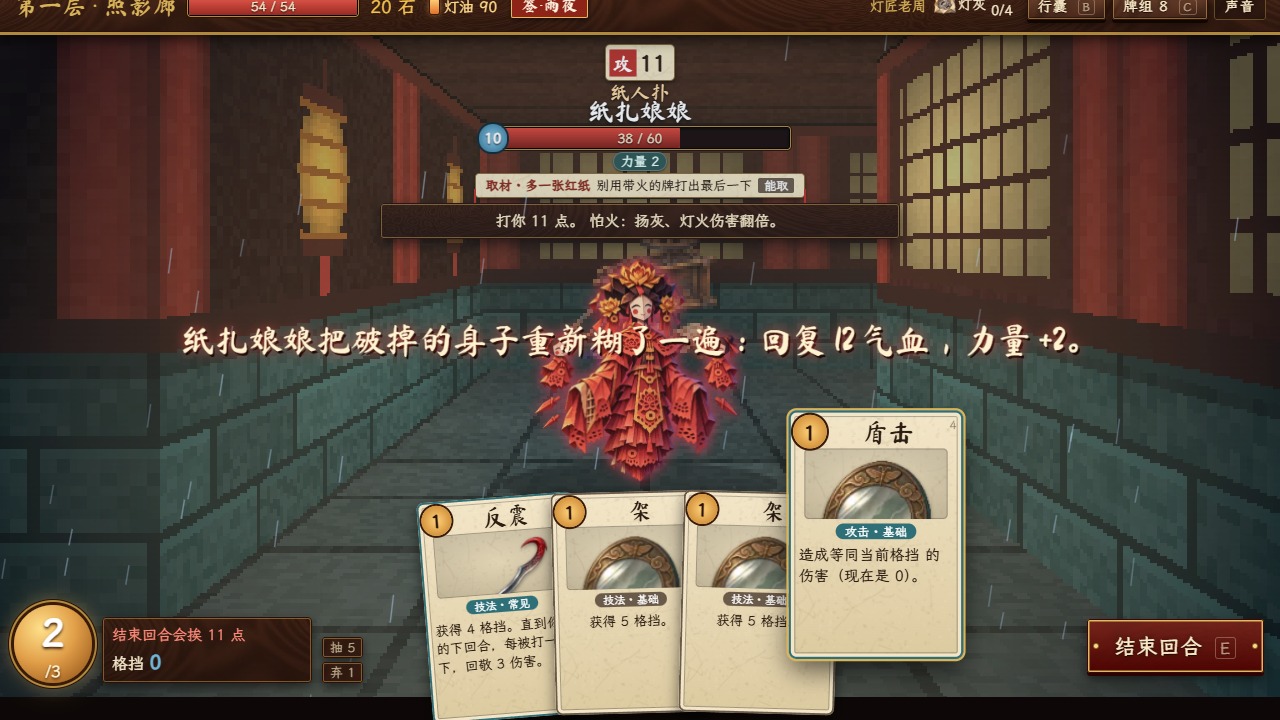 第一层·照影廊
54 / 54
20 石
灯油 90
答·雨夜
灯匠老周
灯灰 0/4
行囊 B
牌组 8 C
声音
攻 11
纸人扑
纸扎娘娘
10
38 / 60
力量 2
取材·多一张红纸 别用带火的牌打出最后一下 能取
打你 11 点。 怕火：扬灰、灯火伤害翻倍。
纸扎娘娘把破掉的身子重新糊了一遍：回复 12 气血，力量 +2。
1
反震
技法·常见
获得 4 格挡。直到你
的下回合，每被打一
下，回敬 3 伤害。
1
架
技法·基础
获得 5 格挡。
1
架
技法·基础
获得 5 格挡
1
盾击
4
攻击·基础
造成等同当前格挡 的
伤害（现在是 0）。
2
/3
结束回合会挨 11 点
格挡 0
抽 5
弃 1
结束回合 E